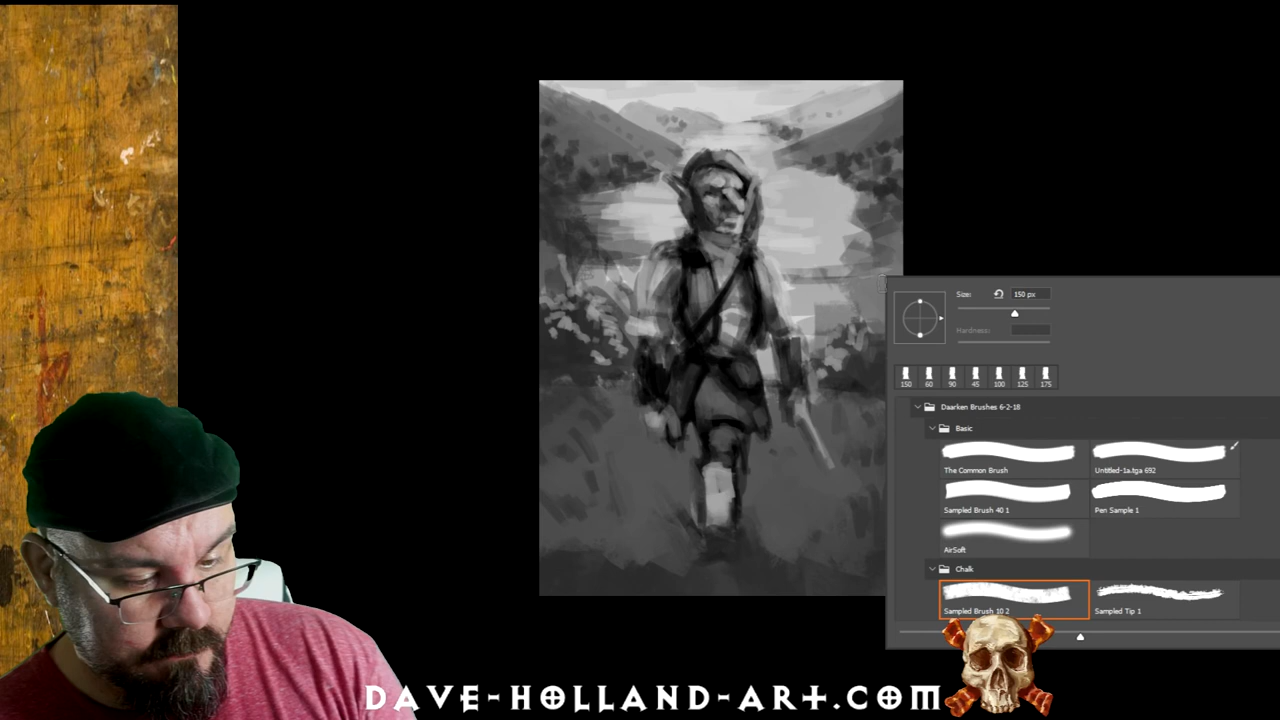 Size: 150 px
Hardness:
150 60 90 45 100 125 175
Daarken Brushes 6-2-18
Basic
The Common Brush Untitled-1a.tga 692
Sampled Brush 40 1 Pen Sample 1
AirSoft
Chalk
Sampled Brush 10 2 Sampled Tip 1
DAVE-HOLLAND-ART.COM